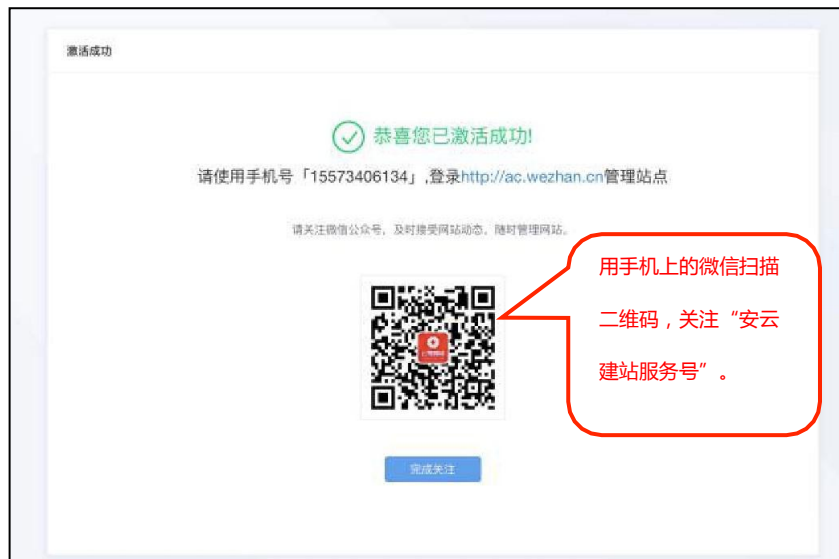 激活成功
恭喜您已激活成功!
请使用手机号「15573406134」,登录http://ac.wezhan.cn管理站点
请关注微信公众号，及时接受网站动态，随时管理网站。
用手机上的微信扫描
二维码，关注“安云
建站服务号”。
完成关注